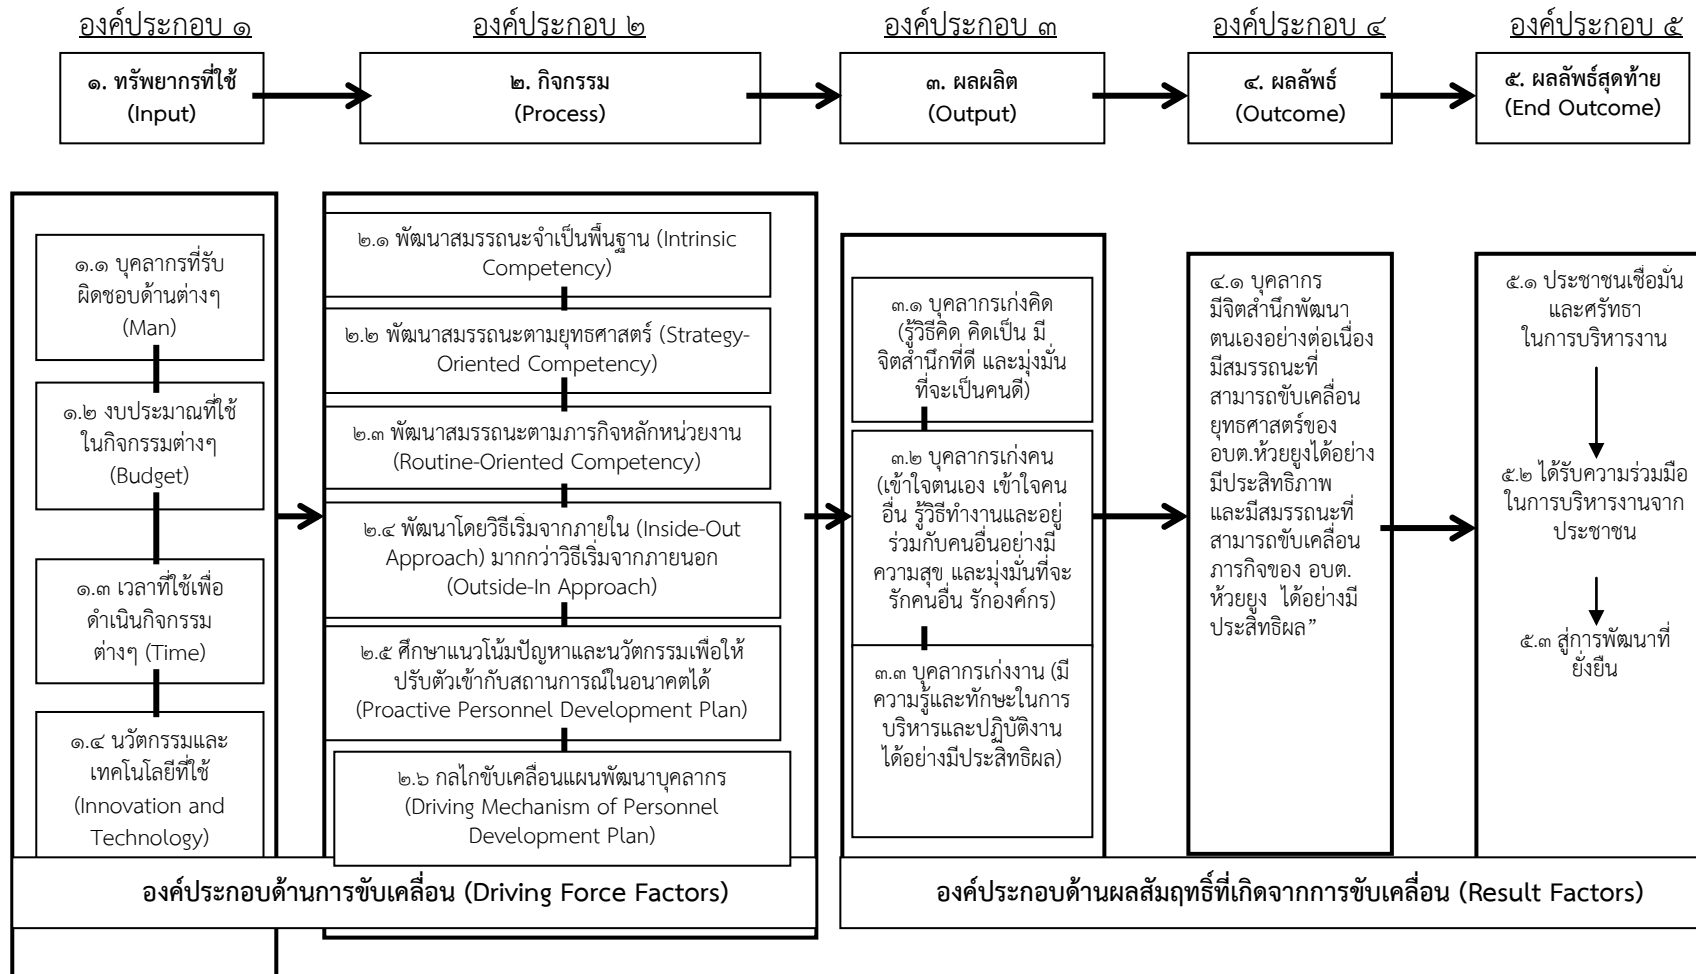 องค์ประกอบ ๑
องค์ประกอบ ๒
องค์ประกอบ ๓
องค์ประกอบ ๔
องค์ประกอบ ๕
๑. ทรัพยากรที่ใช้
(Input)
๒. กิจกรรม
(Process)
๓. ผลผลิต
(Output)
๔. ผลลัพธ์
(Outcome)
๕. ผลลัพธ์สุดท้าย
(End Outcome)
๑.๑ บุคลากรที่รับ
ผิดชอบด้านต่างๆ
(Man)
๑.๒ งบประมาณที่ใช้
ในกิจกรรมต่างๆ
(Budget)
๑.๓ เวลาที่ใช้เพื่อ
ดำเนินกิจกรรม
ต่างๆ (Time)
๑.๔ นวัตกรรมและ
เทคโนโลยีที่ใช้
(Innovation and
Technology)
๒.๑ พัฒนาสมรรถนะจำเป็นพื้นฐาน (Intrinsic
Competency)
๒.๒ พัฒนาสมรรถนะตามยุทธศาสตร์ (Strategy-
Oriented Competency)
๒.๓ พัฒนาสมรรถนะตามภารกิจหลักหน่วยงาน
(Routine-Oriented Competency)
๒.๔ พัฒนาโดยวิธีเริ่มจากภายใน (Inside-Out
Approach) มากกว่าวิธีเริ่มจากภายนอก
(Outside-In Approach)
๒.๕ ศึกษาแนวโน้มปัญหาและนวัตกรรมเพื่อให้
ปรับตัวเข้ากับสถานการณ์ในอนาคตได้
(Proactive Personnel Development Plan)
๒.๖ กลไกขับเคลื่อนแผนพัฒนาบุคลากร
(Driving Mechanism of Personnel
Development Plan)
๓.๑ บุคลากรเก่งคิด
(รู้วิธีคิด คิดเป็น มี
จิตสำนึกที่ดี และมุ่งมั่น
ที่จะเป็นคนดี)
๓.๒ บุคลากรเก่งคน
(เข้าใจตนเอง เข้าใจคน
อื่น รู้วิธีทำงานและอยู่
ร่วมกับคนอื่นอย่างมี
ความสุข และมุ่งมั่นที่จะ
รักคนอื่น รักองค์กร)
๓.๓ บุคลากรเก่งงาน (มี
ความรู้และทักษะในการ
บริหารและปฏิบัติงาน
ได้อย่างมีประสิทธิผล)
๔.๑ บุคลากร
มีจิตสำนึกพัฒนา
ตนเองอย่างต่อเนื่อง
มีสมรรถนะที่
สามารถขับเคลื่อน
ยุทธศาสตร์ของ
อบต.ห้วยยูงได้อย่าง
มีประสิทธิภาพ
และมีสมรรถนะที่
สามารถขับเคลื่อน
ภารกิจของ อบต.
ห้วยยูง ได้อย่างมี
ประสิทธิผล”
๕.๑ ประชาชนเชื่อมั่น
และศรัทธา
ในการบริหารงาน
๕.๒ ได้รับความร่วมมือ
ในการบริหารงานจาก
ประชาชน
๕.๓ สู่การพัฒนาที่
ยั่งยืน
องค์ประกอบด้านการขับเคลื่อน (Driving Force Factors)
องค์ประกอบด้านผลสัมฤทธิ์ที่เกิดจากการขับเคลื่อน (Result Factors)